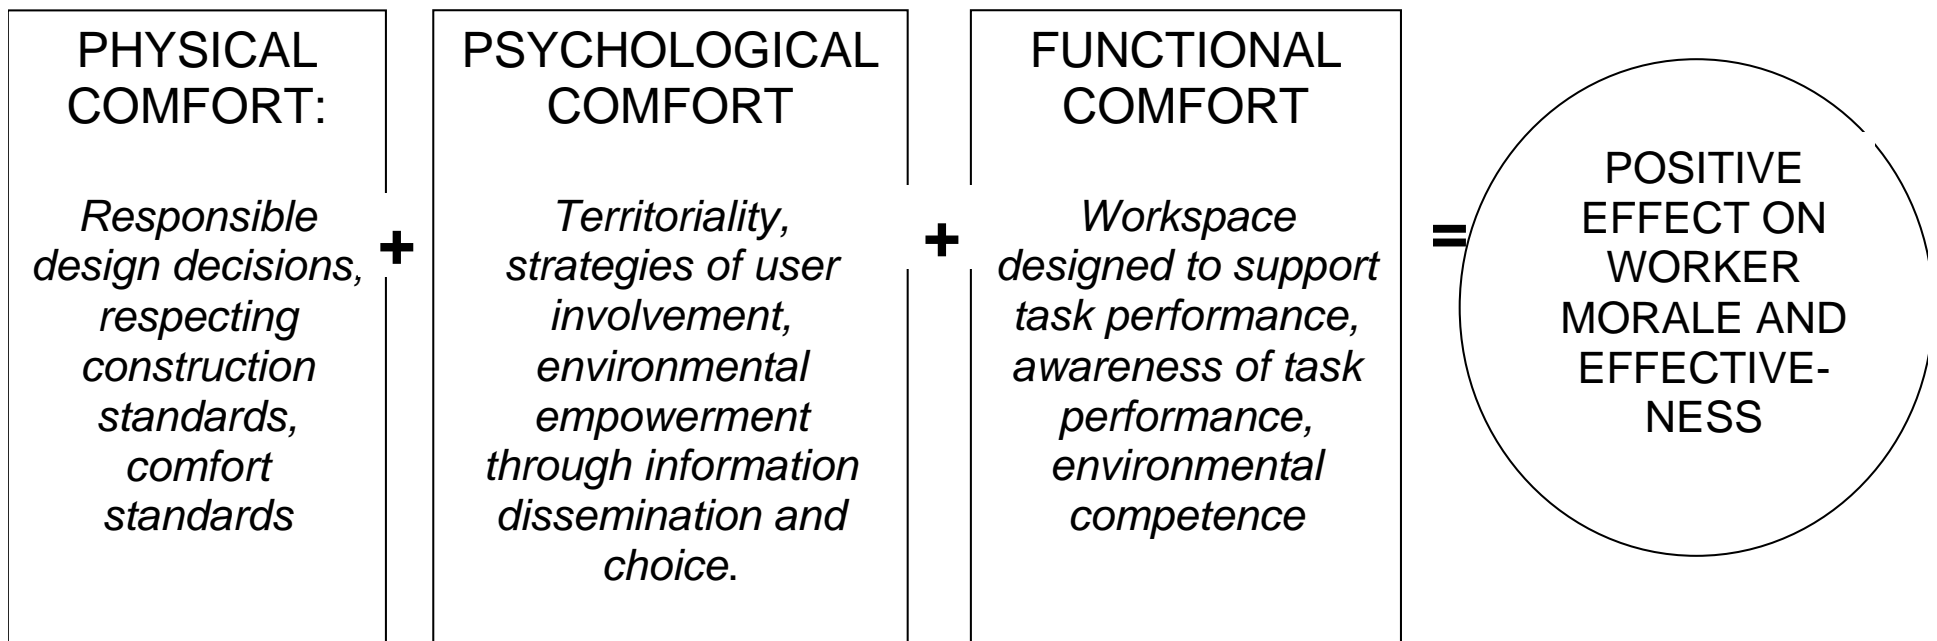 PHYSICAL
COMFORT:
Responsible
design decisions,
respecting
construction
standards,
comfort
standards
+
PSYCHOLOGICAL
COMFORT
Territoriality,
strategies of user
involvement,
environmental
empowerment
through information
dissemination and
choice.
+
FUNCTIONAL
COMFORT
Workspace
designed to support
task performance,
awareness of task
performance,
environmental
competence
=
POSITIVE
EFFECT ON
WORKER
MORALE AND
EFFECTIVE-
NESS